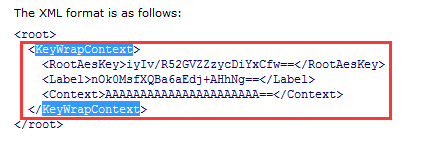 The XML format is as follows:
<root>
<KeyWrapContext>
<RootAesKey>iyIv/R52GVZZzycDiYxCfw==</RootAesKey>
<Label>nOk0MsfXQBa6aEdj+AHhNg==</Label>
<Context>AAAAAAAAAAAAAAAAAAAAAA==</Context>
</KeyWrapContext>
</root>